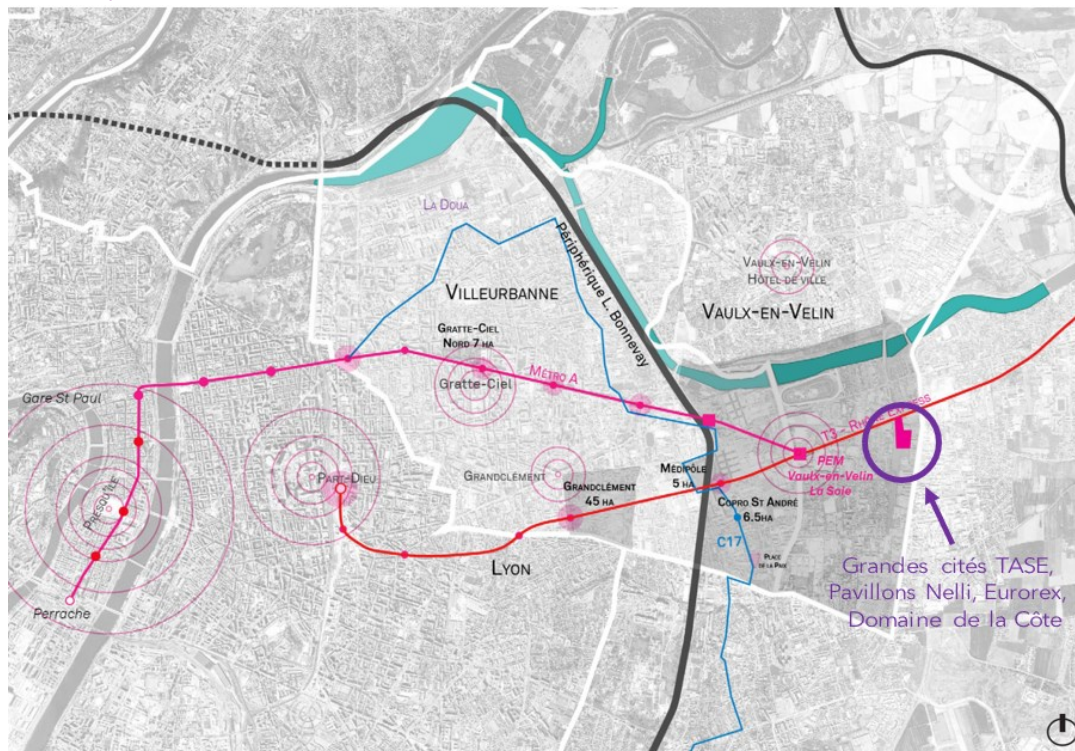 LA DOUA
Périphérique L. Bonnevay
VAULX-EN-VELIN
HÔTEL DE VILLE
VILLEURBANNE
VAULX-EN-VELIN
GRATTE-CIEL
NORD 7 HA
MÉTRO A
Gratte-Ciel
Gare St Paul
T3 - RHÔNE EXPRESS
PRESQU'ÎLE
PART-DIEU
GRANDCLÉMENT
GRANDCLÉMENT
45 HA
MÉDIPÔLE
5 HA
PEM
Vaulx-en-Velin
La Soie
COPRO ST ANDRÉ
6.5HA
C17
PLACE
DE LA PAIX
LYON
Perrache
Grandes cités TASE,
Pavillons Nelli, Eurorex,
Domaine de la Côte